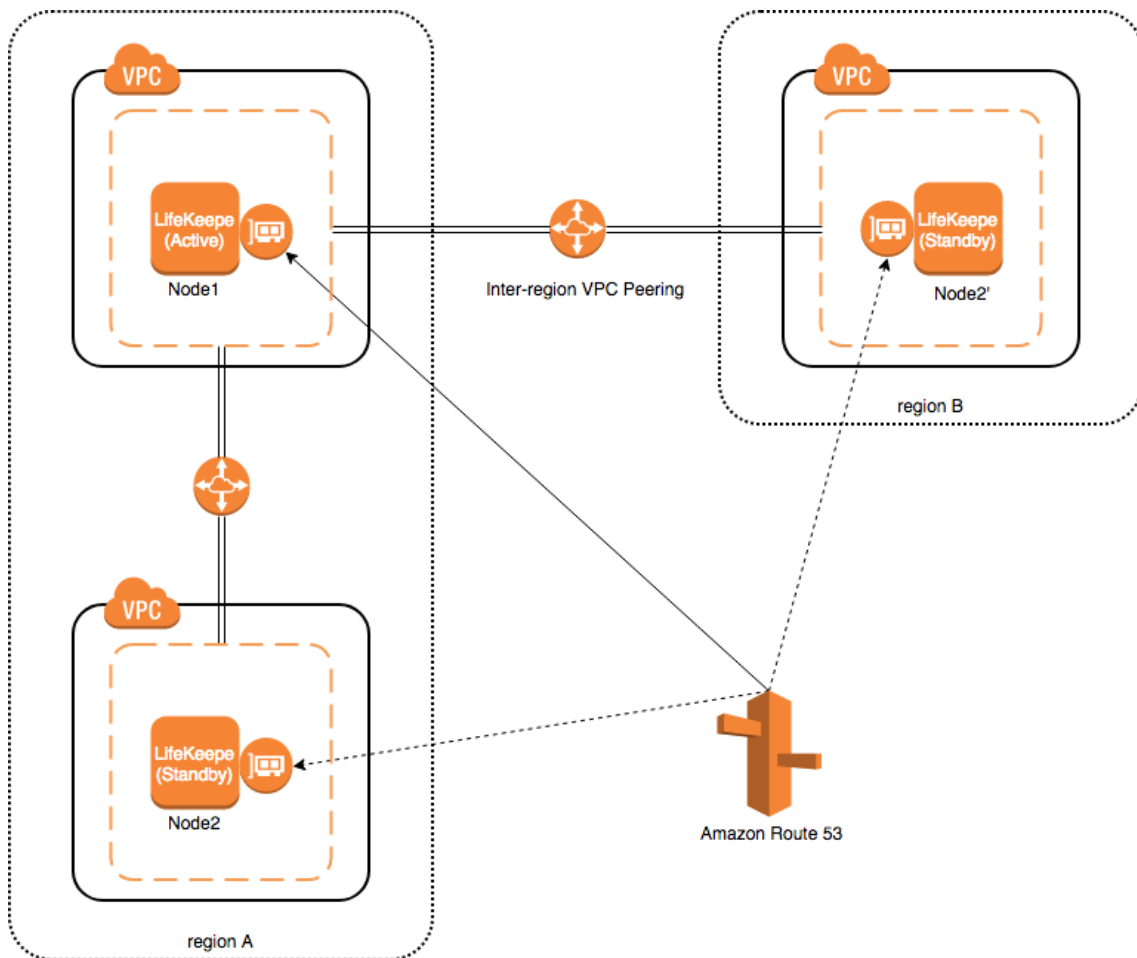 VPC
VPC
LifeKeepe
(Active)
Node1
LifeKeepe
(Standby)
Node2'
Inter-region VPC Peering
region B
VPC
LifeKeepe
(Standby)
Node2
Amazon Route 53
region A